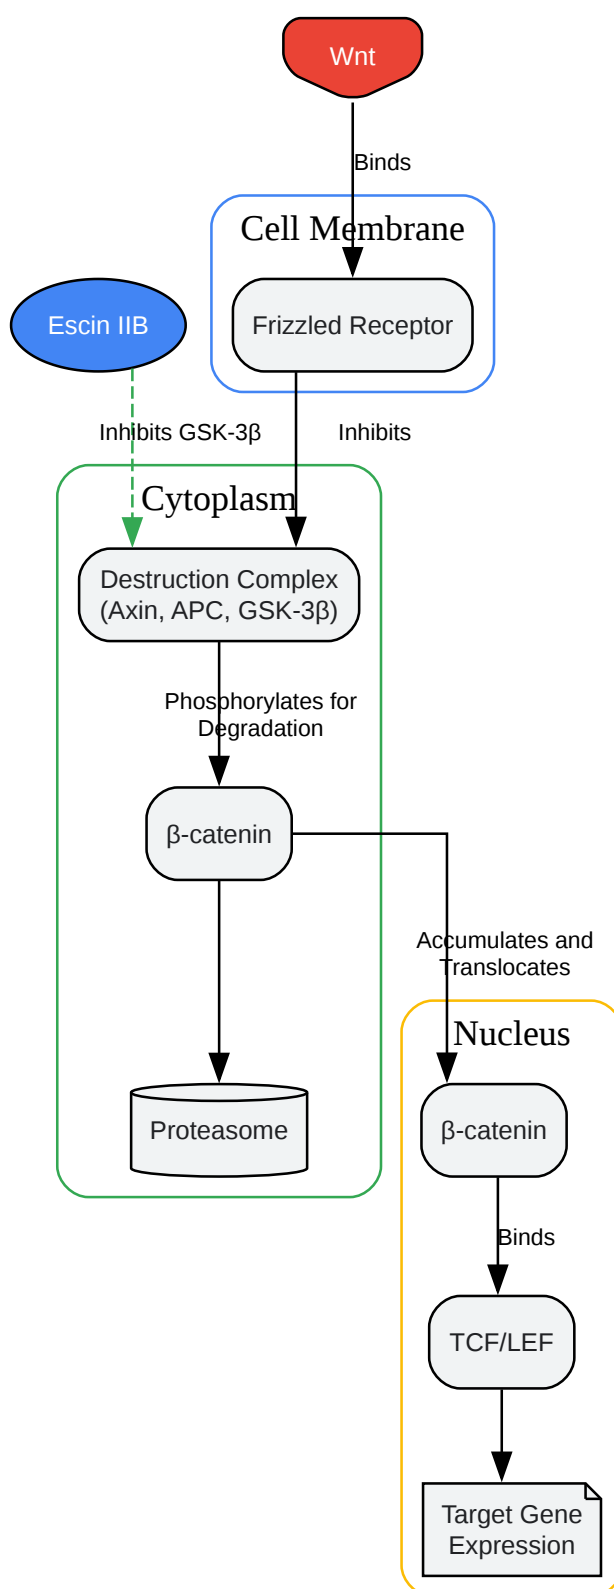 Wnt
Binds
Cell Membrane
Escin IIB
Frizzled Receptor
Inhibits GSK-3β
Inhibits
Cytoplasm
Destruction Complex
(Axin, APC, GSK-3β)
Phosphorylates for
Degradation
β-catenin
Accumulates and
Translocates
Nucleus
Proteasome
β-catenin
Binds
TCF/LEF
Target Gene
Expression